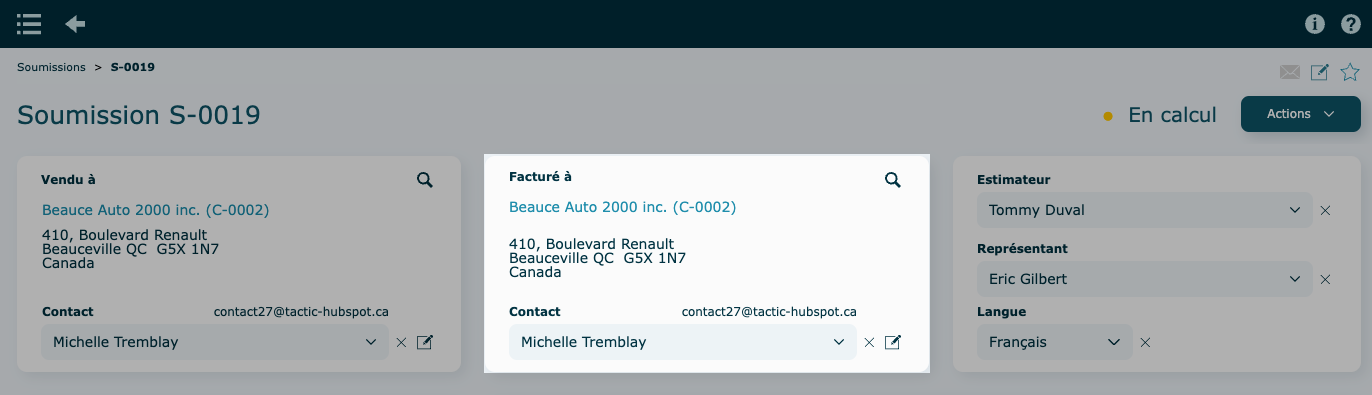 Soumissions > S-0019
Soumission S-0019
En calcul
Actions
Vendu à
Beauce Auto 2000 inc. (C-0002)
410, Boulevard Renault
Beauceville QC G5X 1N7
Canada
Contact contact27@tactic-hubspot.ca
Michelle Tremblay
Facturé à
Beauce Auto 2000 inc. (C-0002)
410, Boulevard Renault
Beauceville QC G5X 1N7
Canada
Contact contact27@tactic-hubspot.ca
Michelle Tremblay
Estimateur
Tommy Duval
Représentant
Eric Gilbert
Langue
Français